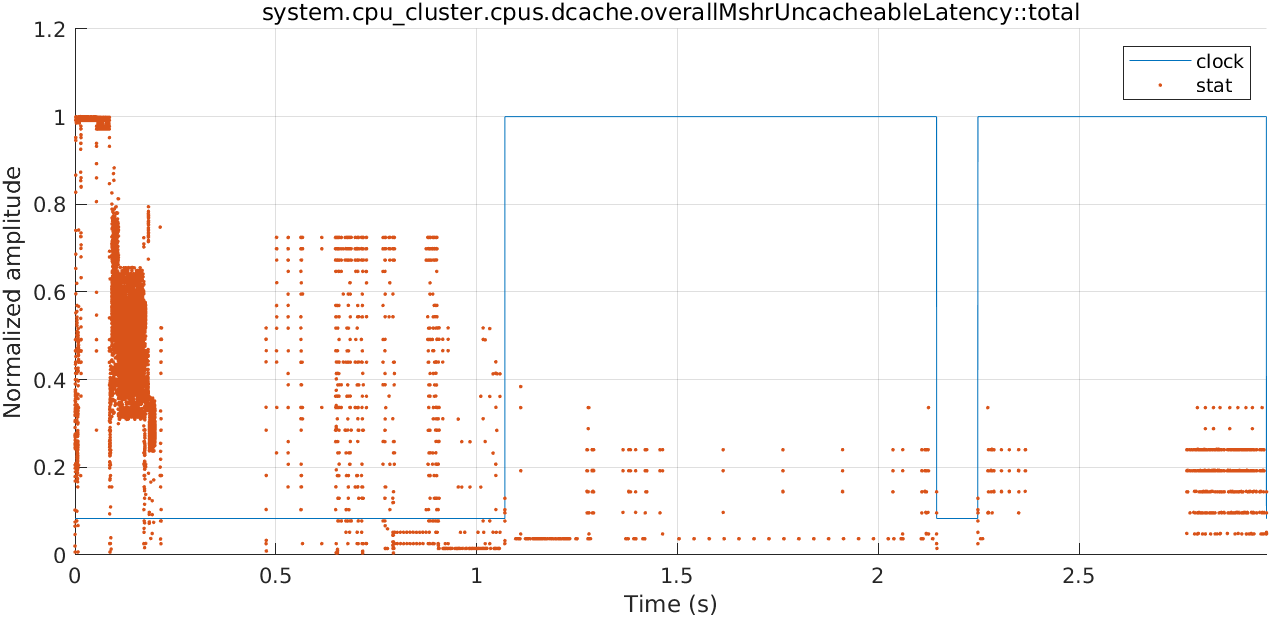 system.cpu_cluster.cpus.dcache.overallMshrUncacheableLatency::total
1.2
1
0.8
0.6
0.4
0.2
0
Normalized amplitude
clock
stat
0 0.5 1 1.5 2 2.5
Time (s)